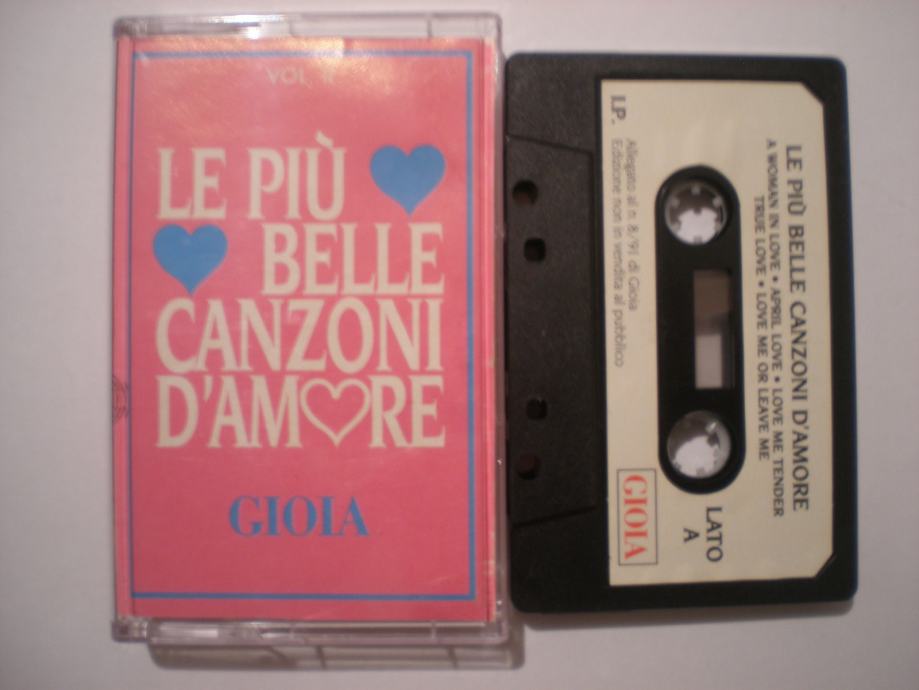 VOL. II
LE PIÙ
BELLE
CANZONI
D'AMORE
GIOIA
LE PIÙ BELLE CANZONI D'AMORE
A WOMAN IN LOVE • APRIL LOVE • LOVE ME TENDER
TRUE LOVE • LOVE ME OR LEAVE ME
LATO
A
I.P.
Allegato al n. 8/91 di Gioia
Edizione non in vendita al pubblico
GIOIA